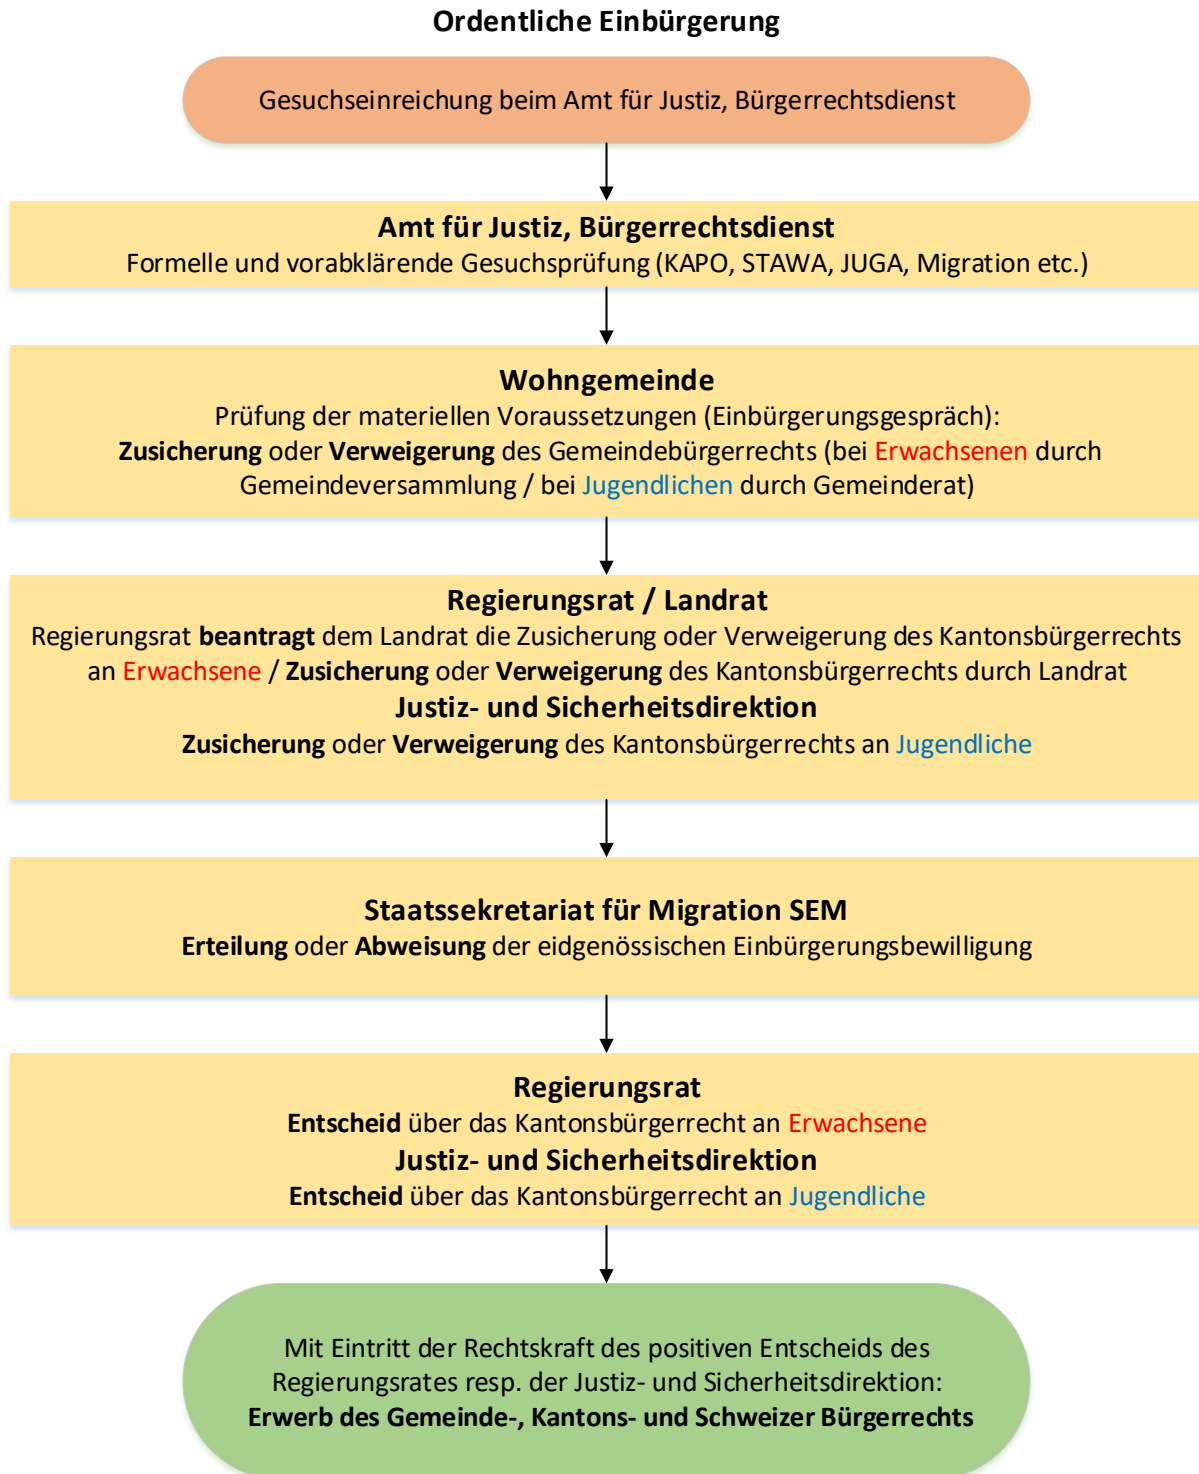 Ordentliche Einbürgerung
Gesuchseinreichung beim Amt für Justiz, Bürgerrechtsdienst
Amt für Justiz, Bürgerrechtsdienst
Formelle und vorabklärende Gesuchsprüfung (KAPO, STAWA, JUGA, Migration etc.)
Wohngemeinde
Prüfung der materiellen Voraussetzungen (Einbürgerungsgespräch):
Zusicherung oder Verweigerung des Gemeindebürgerrechts (bei Erwachsenen durch
Gemeindeversammlung / bei Jugendlichen durch Gemeinderat)
Regierungsrat / Landrat
Regierungsrat beantragt dem Landrat die Zusicherung oder Verweigerung des Kantonsbürgerrechts
an Erwachsene / Zusicherung oder Verweigerung des Kantonsbürgerrechts durch Landrat
Justiz- und Sicherheitsdirektion
Zusicherung oder Verweigerung des Kantonsbürgerrechts an Jugendliche
Staatssekretariat für Migration SEM
Erteilung oder Abweisung der eidgenössischen Einbürgerungsbewilligung
Regierungsrat
Entscheid über das Kantonsbürgerrecht an Erwachsene
Justiz- und Sicherheitsdirektion
Entscheid über das Kantonsbürgerrecht an Jugendliche
Mit Eintritt der Rechtskraft des positiven Entscheids des
Regierungsrates resp. der Justiz- und Sicherheitsdirektion:
Erwerb des Gemeinde-, Kantons- und Schweizer Bürgerrechts